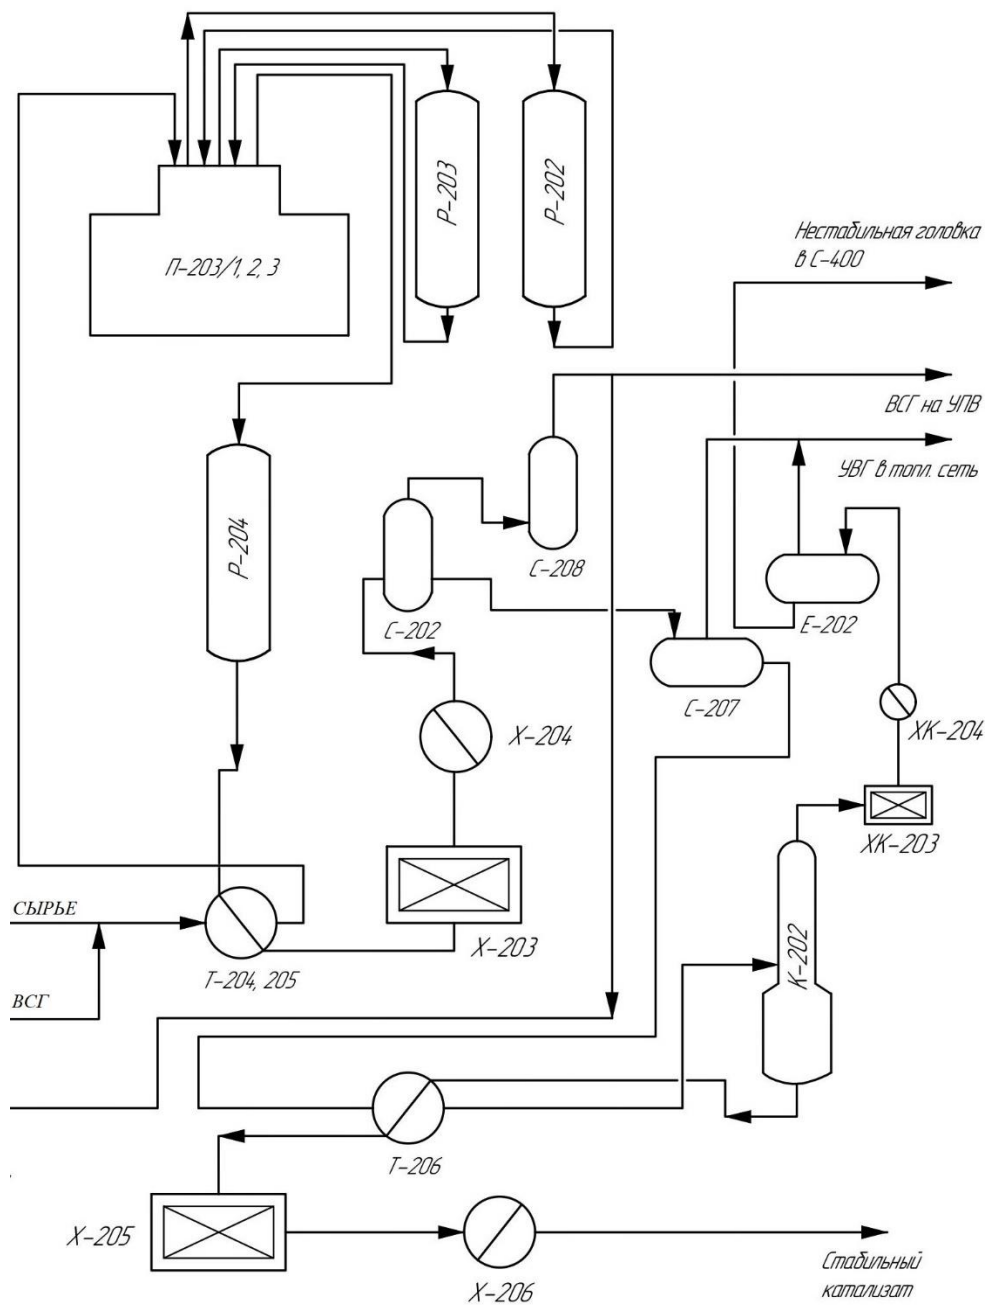 Р-203
Р-202
П-203/1, 2, 3
Нестабильная головка
в С-400
ВСГ на УПВ
УВГ в топл. сеть
Р-204
С-208
С-202
Е-202
С-207
Х-204
ХК-204
ХК-203
СЫРЬЕ
Х-203
К-202
Т-204, 205
ВСГ
Т-206
Х-205
Х-206
Стабильный
катализат